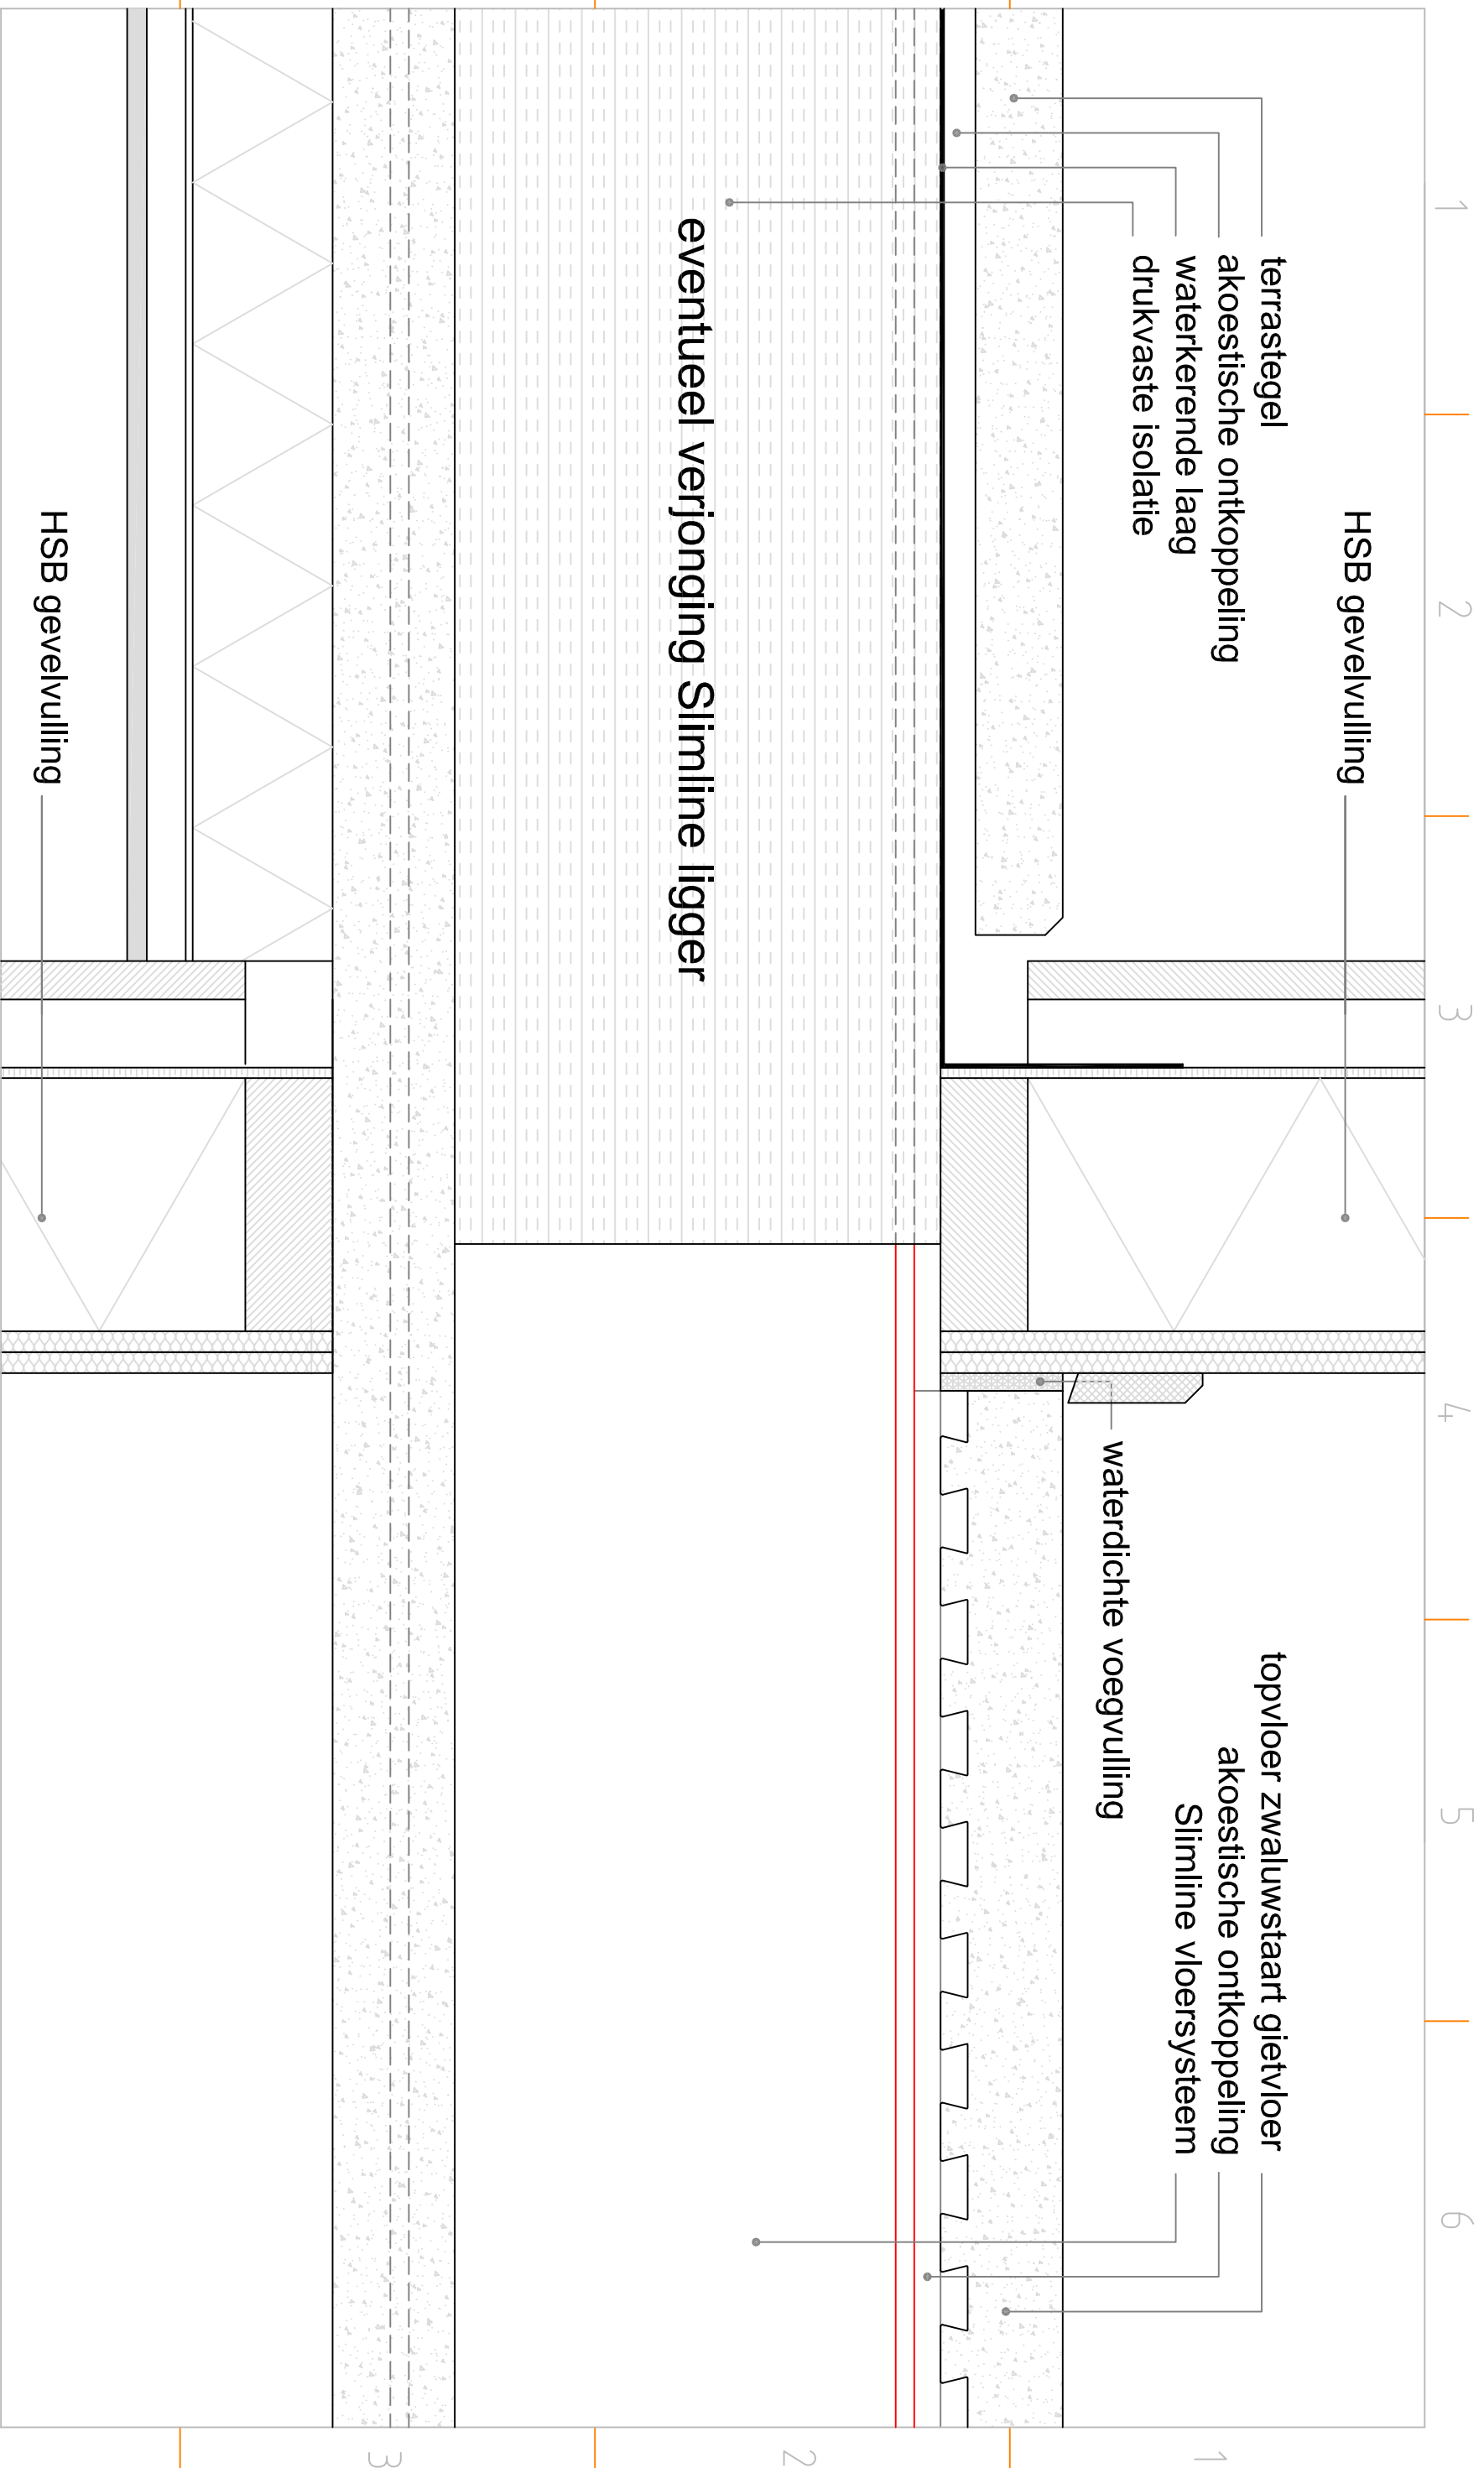 HSB gevelvulling
terrastegel
akoestische ontkoppeling
waterkerende laag
drukvaste isolatie
topvloer zwaluwstaart gietvloer
akoestische ontkoppeling
Slimline vloersysteem
waterdichte voegvulling
eventueel verjonging Slimline ligger
HSB gevelvulling
1
2
3
4
5
6
1
2
3